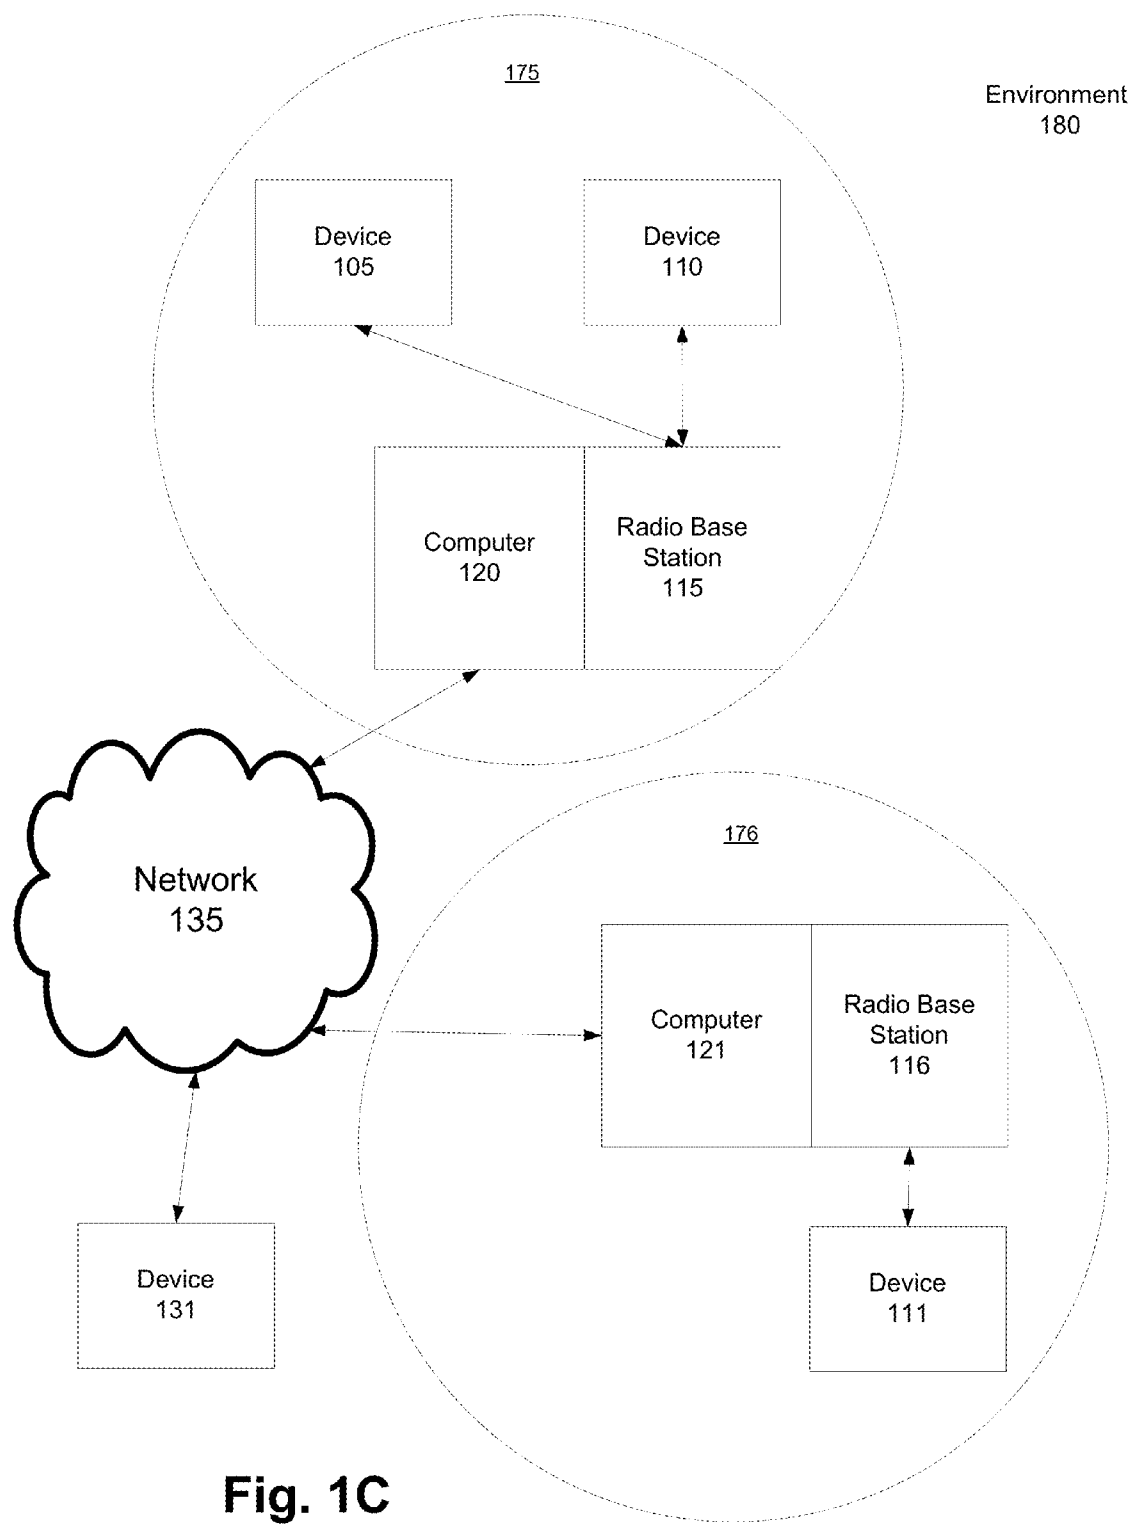 175
Environment
180
Device
105
Device
110
Computer
120
Radio Base
Station
115
Network
135
176
Computer
121
Radio Base
Station
116
Device
131
Device
111
Fig. 1C